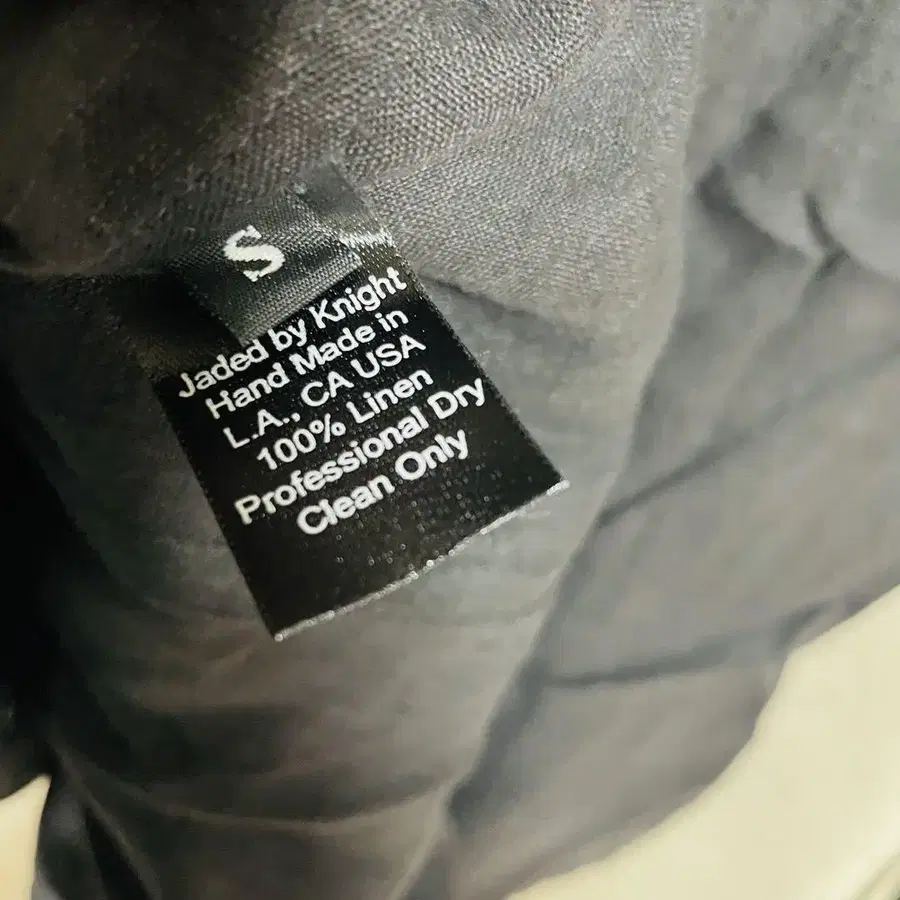 S
Jaded by Knight
Hand Made in
L.A., CA USA
100% Linen
Professional Dry
Clean Only